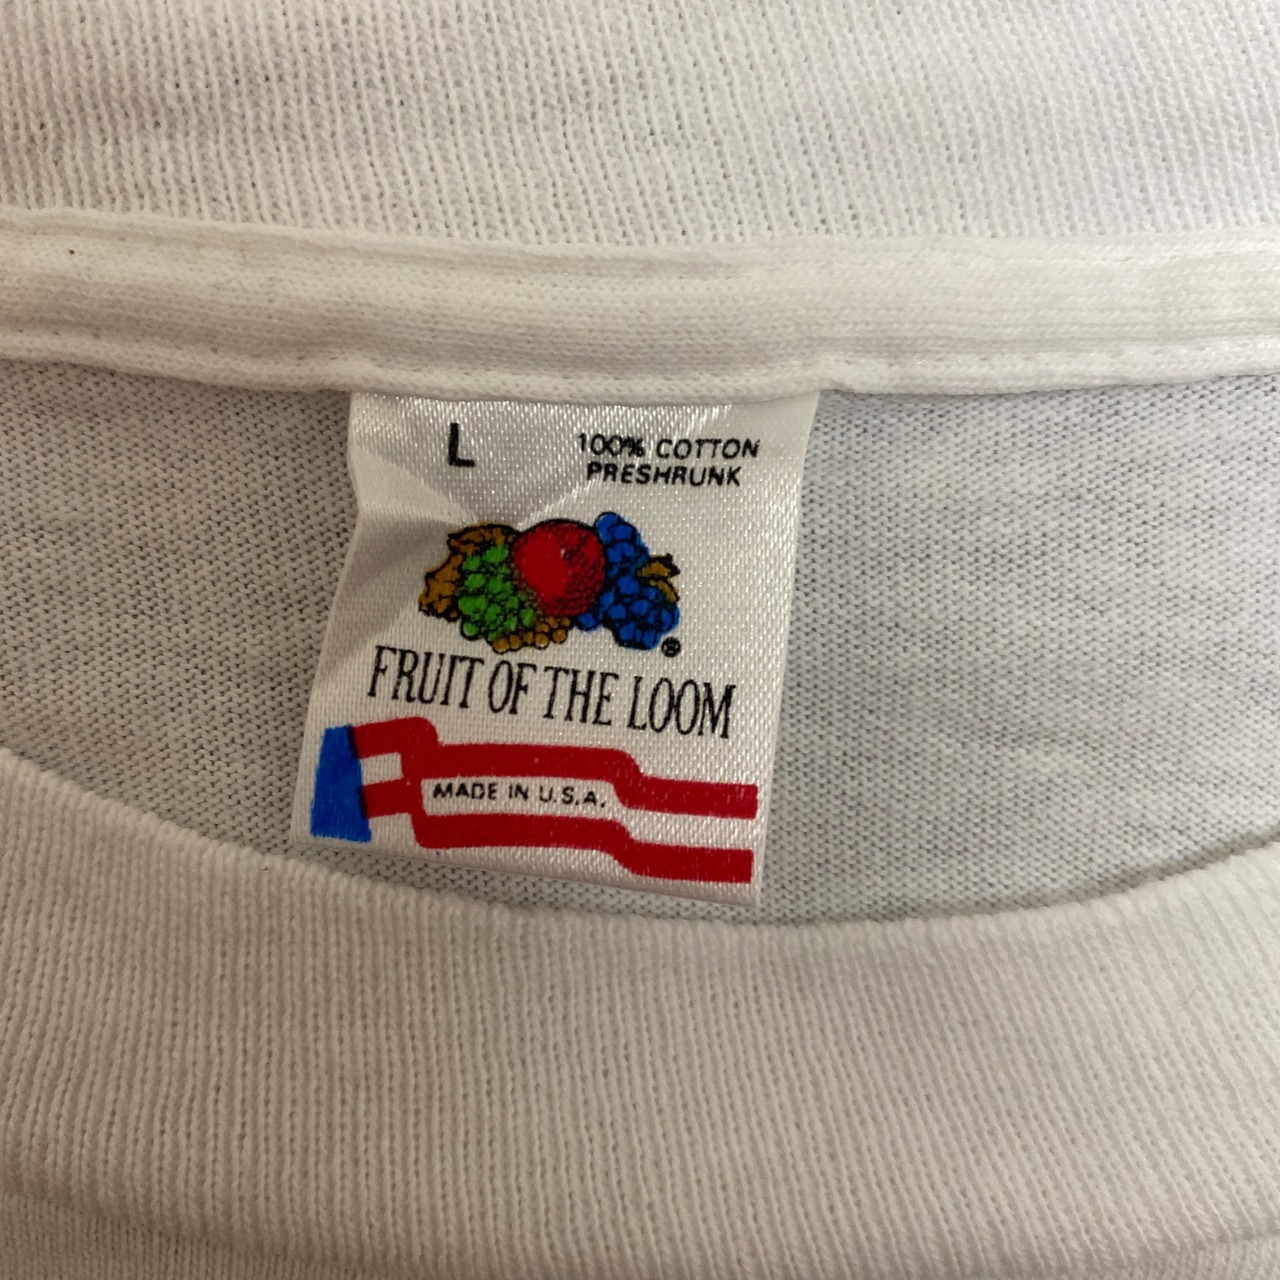 L
100% COTTON
PRESHRUNK
®
FRUIT OF THE LOOM
MADE IN U.S.A.